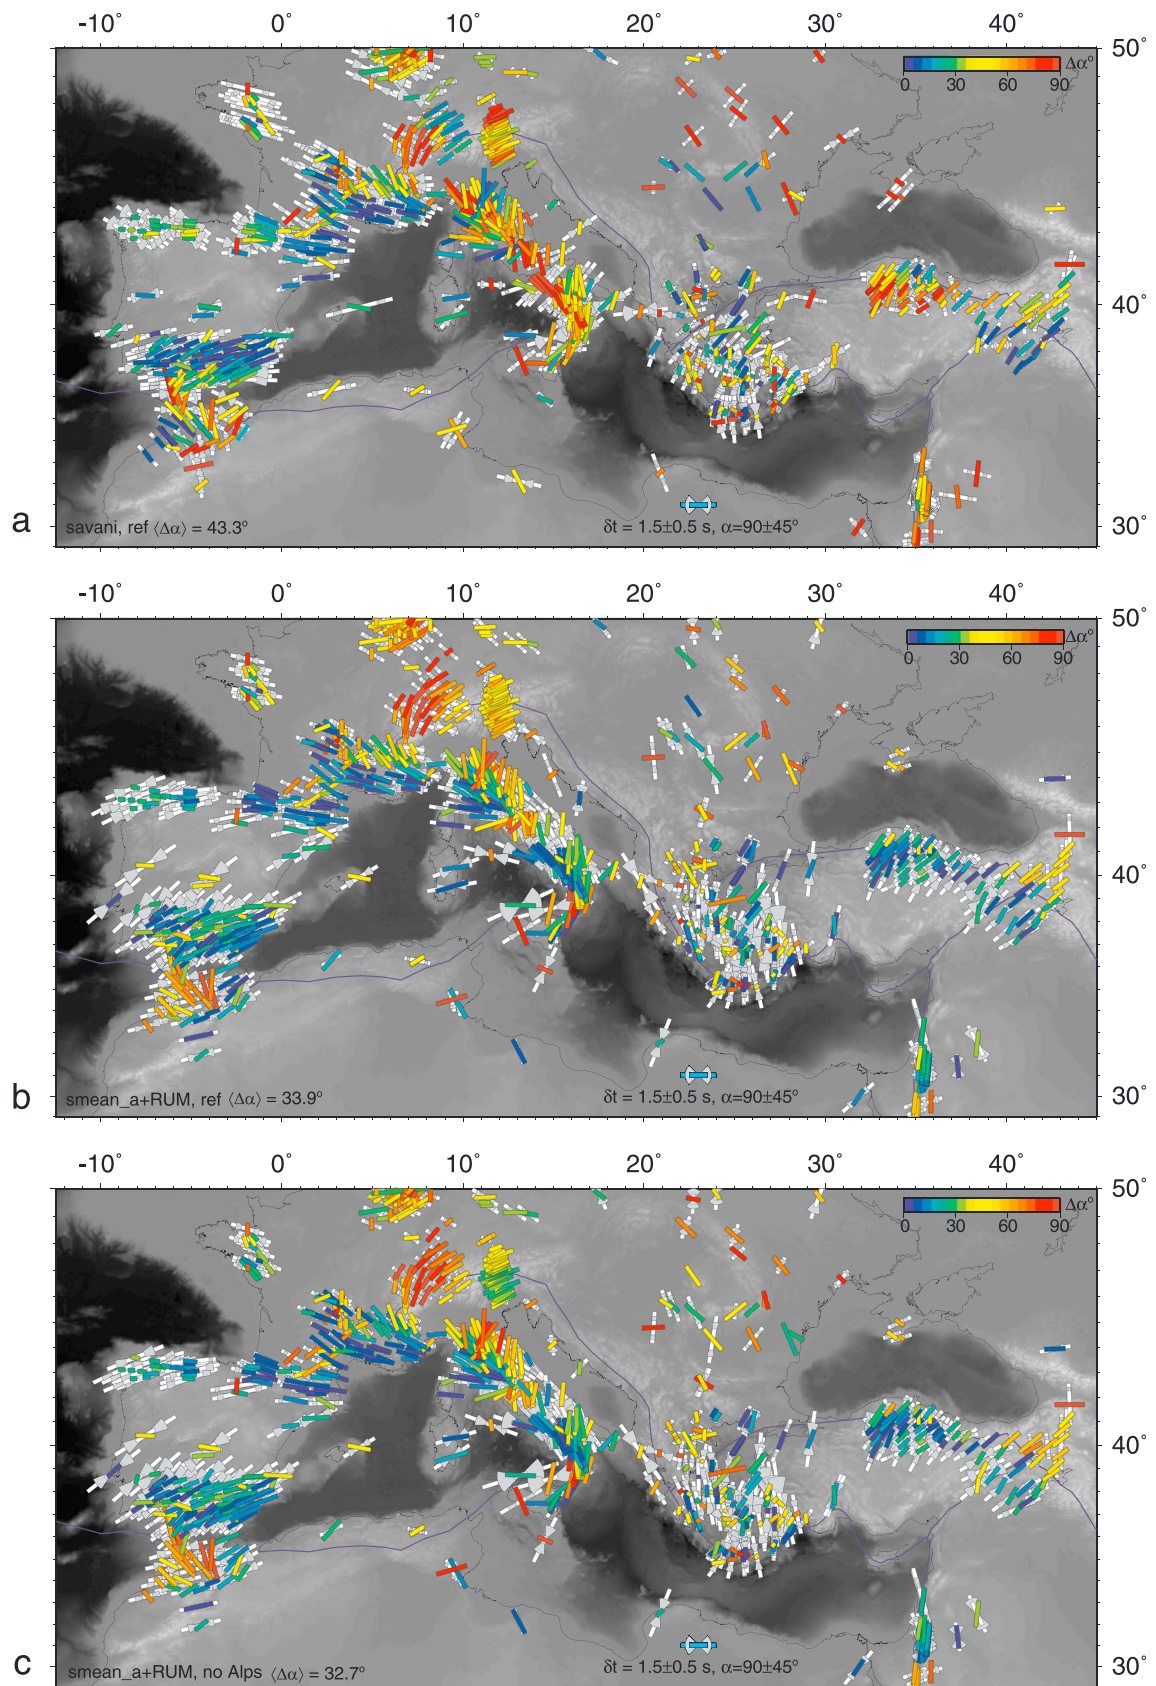 -10˚ 0˚ 10˚ 20˚ 30˚ 40˚
50˚
Δα°
0 30 60 90
40˚
30˚
a
savani, ref ⟨Δα⟩ = 43.3°
δt = 1.5±0.5 s, α=90±45°
-10˚ 0˚ 10˚ 20˚ 30˚ 40˚
50˚
Δα°
0 30 60 90
40˚
30˚
b
smean_a+RUM, ref ⟨Δα⟩ = 33.9°
δt = 1.5±0.5 s, α=90±45°
-10˚ 0˚ 10˚ 20˚ 30˚ 40˚
50˚
Δα°
0 30 60 90
40˚
30˚
c
smean_a+RUM, no Alps ⟨Δα⟩ = 32.7°
δt = 1.5±0.5 s, α=90±45°